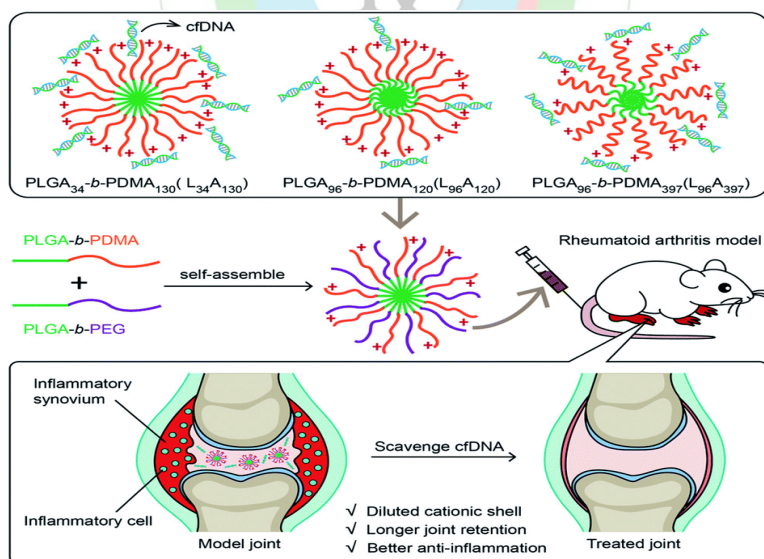 cfDNA
PLGA34-b-PDMA130( L34A130)
PLGA96-b-PDMA120(L96A120)
PLGA96-b-PDMA397(L96A397)
PLGA-b-PDMA
+
PLGA-b-PEG
self-assemble
Rheumatoid arthritis model
Inflammatory
synovium
Inflammatory cell
Model joint
Scavenge cfDNA
√ Diluted cationic shell
√ Longer joint retention
√ Better anti-inflammation
Treated joint